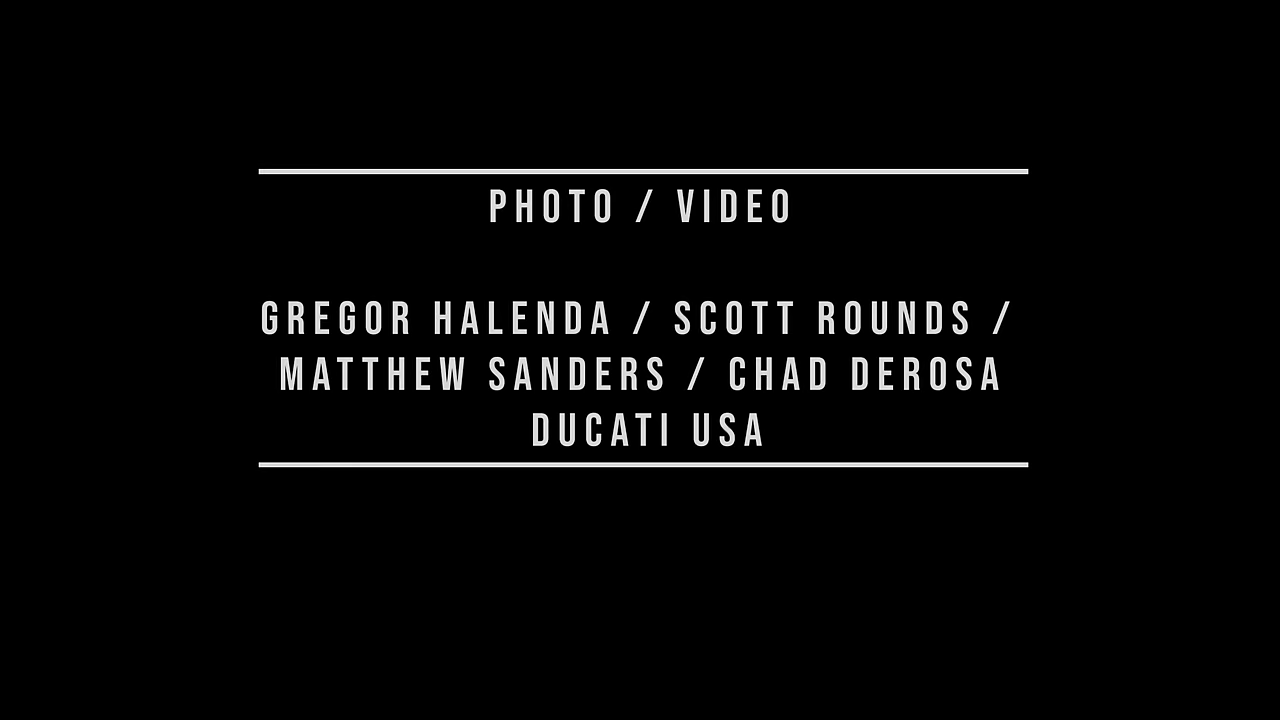 PHOTO / VIDEO
GREGOR HALENDA / SCOTT ROUNDS /
MATTHEW SANDERS / CHAD DEROSA
DUCATI USA